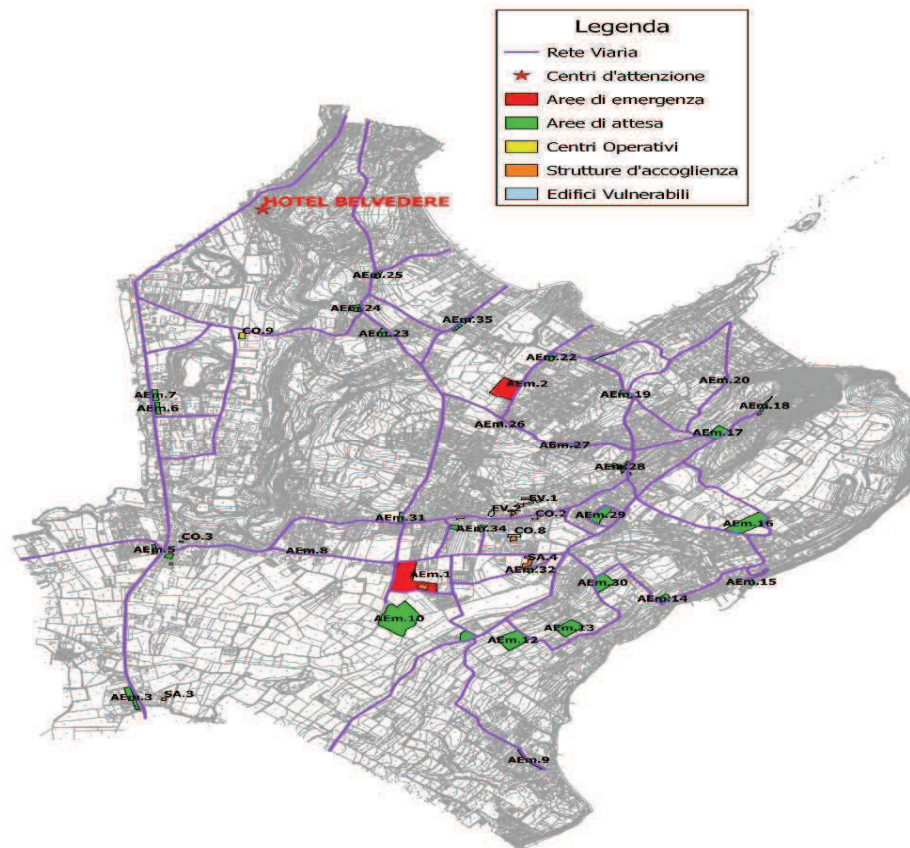 Legenda
Rete Viaria
Centri d'attenzione
Aree di emergenza
Aree di attesa
Centri Operativi
Strutture d'accoglienza
Edifici Vulnerabili
HOTEL BELVEDERE
AEm.25
AEm.24
AEm.35
CO.9
AEm.23
AEm.22
AEm.2
AEm.20
AEm.7
AEm.19
AEm.6
AEm.18
AEm.26
AEm.17
AEm.27
AEm.28
EV.1
EV.2
AEm.31
CO.2
AEm.29
AEm.34
AEm.16
CO.8
CO.3
AEm.5
AEm.8
SA.4
AEm.32
AEm.1
AEm.30
AEm.15
AEm.14
AEm.10
AEm.13
AEm.12
AEm.3
SA.3
AEm.9